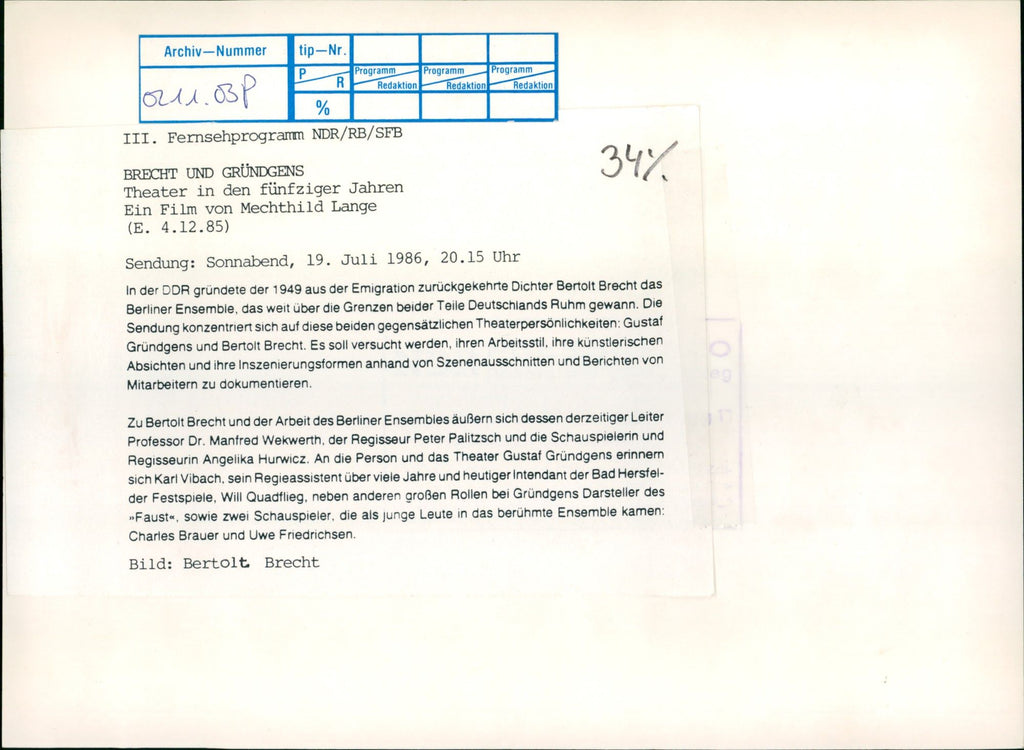 Archiv—Nummer tip—Nr.
P Programm Programm Programm
R Redaktion Redaktion Redaktion
0211.03P
%
III. Fernsehprogramm NDR/RB/SFB
34%
BRECHT UND GRÜNDGENS
Theater in den fünfziger Jahren
Ein Film von Mechthild Lange
(E. 4.12.85)
Sendung: Sonnabend, 19. Juli 1986, 20.15 Uhr
In der DDR gründete der 1949 aus der Emigration zurückgekehrte Dichter Bertolt Brecht das
Berliner Ensemble, das weit über die Grenzen beider Teile Deutschlands Ruhm gewann. Die
Sendung konzentriert sich auf diese beiden gegensätzlichen Theaterpersönlichkeiten: Gustaf
Gründgens und Bertolt Brecht. Es soll versucht werden, ihren Arbeitsstil, ihre künstlerischen
Absichten und ihre Inszenierungsformen anhand von Szenenausschnitten und Berichten von
Mitarbeitern zu dokumentieren.
Zu Bertolt Brecht und der Arbeit des Berliner Ensembles äußern sich dessen derzeitiger Leiter
Professor Dr. Manfred Wekwerth, der Regisseur Peter Palitzsch und die Schauspielerin und
Regisseurin Angelika Hurwicz. An die Person und das Theater Gustaf Gründgens erinnern
sich Karl Vibach, sein Regieassistent über viele Jahre und heutiger Intendant der Bad Hersfel-
der Festspiele, Will Quadflieg, neben anderen großen Rollen bei Gründgens Darsteller des
»Faust«, sowie zwei Schauspieler, die als junge Leute in das berühmte Ensemble kamen:
Charles Brauer und Uwe Friedrichsen.
Bild: Bertolt Brecht